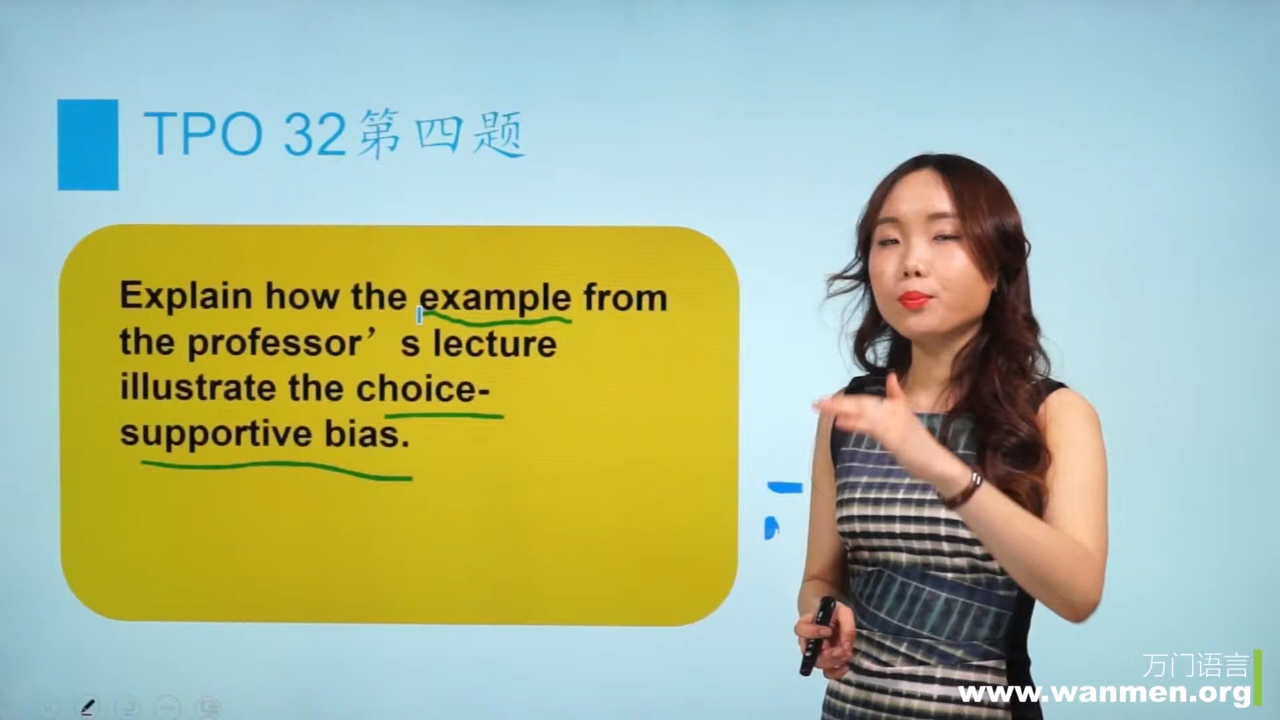 TPO 32第四题
Explain how the example from
the professor’s lecture
illustrate the choice-
supportive bias.
万门语言
www.wanmen.org